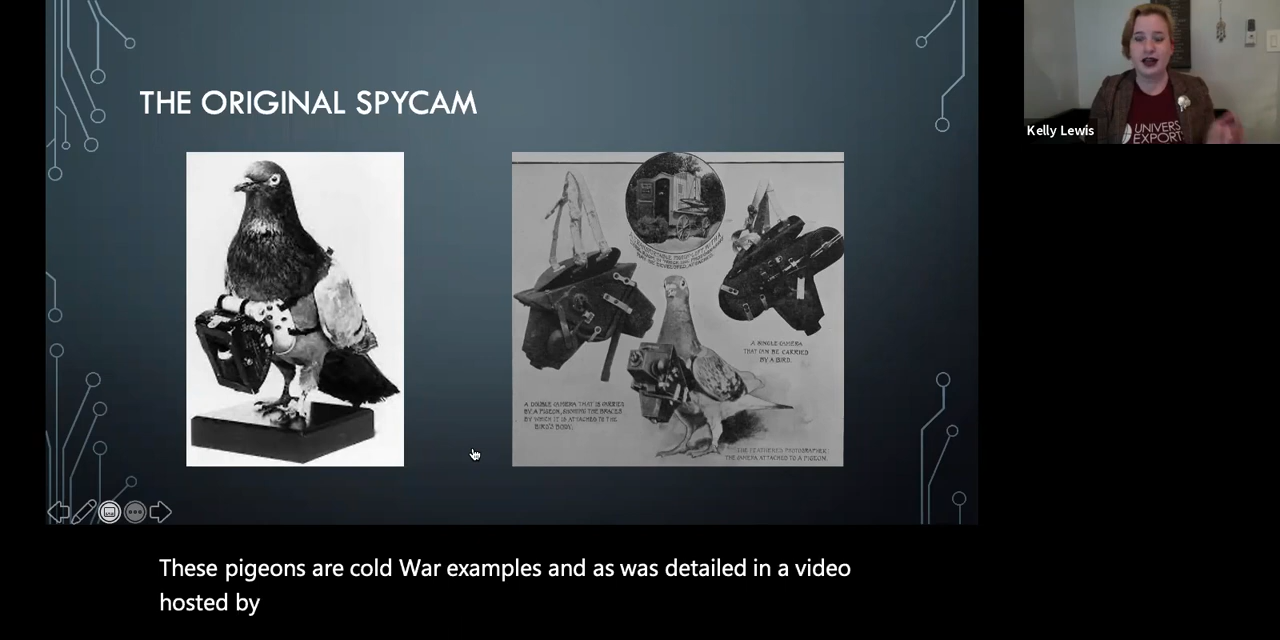 THE ORIGINAL SPYCAM
Kelly Lewis
UNIVERS
EXPORT
A SINGLE CAMERA
THAT CAN BE CARRIED
BY A BIRD.
A DOUBLE CAMERA THAT IS CARRIED
BY A PIGEON, SHOWING THE BRACES
BY WHICH IT IS ATTACHED TO THE
BIRD'S BODY.
THE FEATHERED PHOTOGRAPHER:
THE CAMERA ATTACHED TO A PIGEON.
These pigeons are cold War examples and as was detailed in a video
hosted by